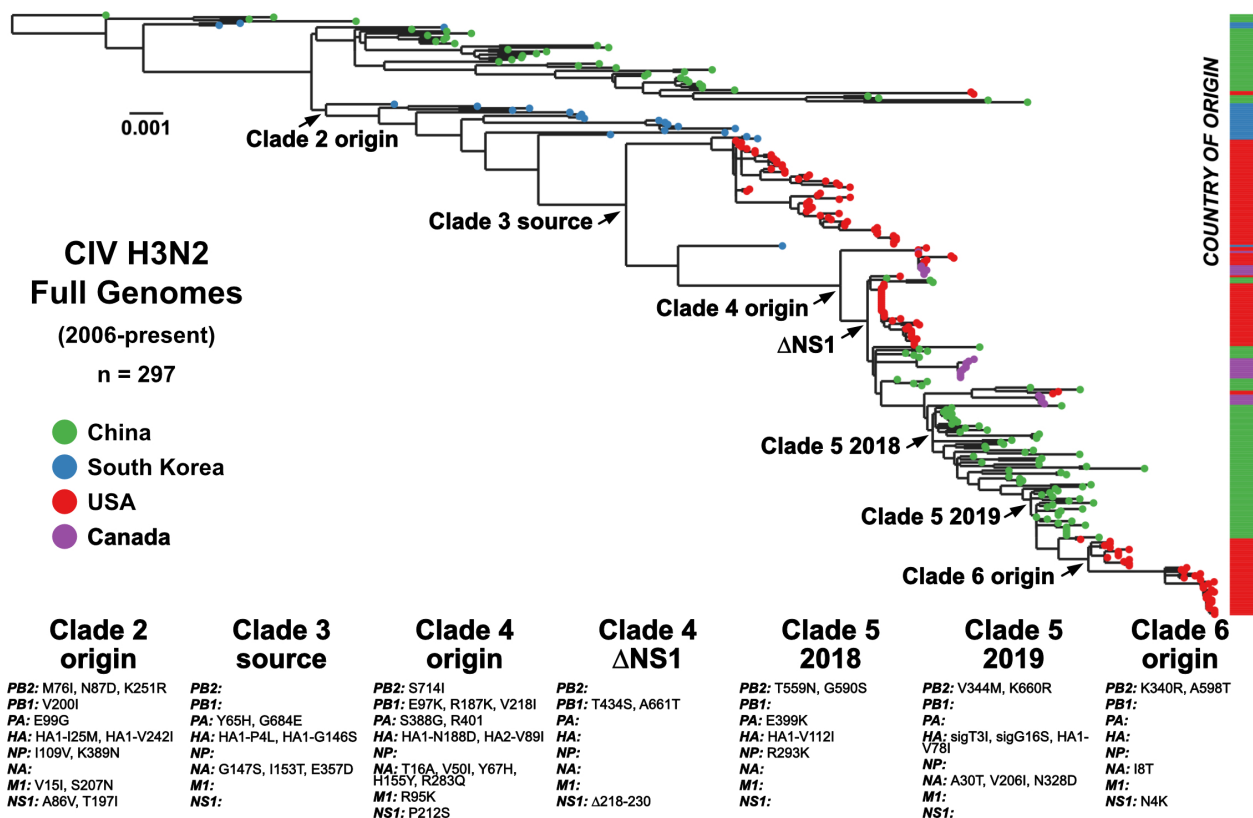 0.001
Clade 2 origin
Clade 3 source
COUNTRY OF ORIGIN
CIV H3N2
Full Genomes
(2006-present)
n = 297
Clade 4 origin
ΔNS1
China
South Korea
USA
Canada
Clade 5 2018
Clade 5 2019
Clade 6 origin
Clade 2
origin
PB2: M76I, N87D, K251R
PB1: V200I
PA: E99G
HA: HA1-I25M, HA1-V242I
NP: I109V, K389N
NA:
M1: V15I, S207N
NS1: A86V, T197I
Clade 3
source
PB2:
PB1:
PA: Y65H, G684E
HA: HA1-P4L, HA1-G146S
NP:
NA: G147S, I153T, E357D
M1:
NS1:
Clade 4
origin
PB2: S714I
PB1: E97K, R187K, V218I
PA: S388G, R401
HA: HA1-N188D, HA2-V89I
NP:
NA: T16A, V50I, Y67H,
H155Y, R283Q
M1: R95K
NS1: P212S
Clade 4
ΔNS1
PB2:
PB1: T434S, A661T
PA:
HA:
NP:
NA:
M1:
NS1: Δ218-230
Clade 5
2018
PB2: T559N, G590S
PB1:
PA: E399K
HA: HA1-V112I
NP: R293K
NA:
M1:
NS1:
Clade 5
2019
PB2: V344M, K660R
PB1:
PA:
HA: sigT3I, sigG16S, HA1-
V78I
NP:
NA: A30T, V206I, N328D
M1:
NS1:
Clade 6
origin
PB2: K340R, A598T
PB1:
PA:
HA:
NP:
NA: I8T
M1:
NS1: N4K